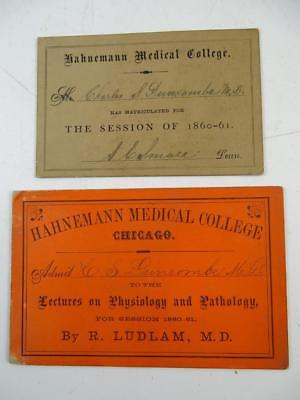 Hahnemann Medical College.
Mr. Charles S. Duncombe M.D.
HAS MATRICULATED FOR
THE SESSION OF 1860-61.
A E Small Dean.
HAHNEMANN MEDICAL COLLEGE
CHICAGO.
Admit C. S. Duncombe M.D.
TO THE
Lectures on Physiology and Pathology,
FOR SESSION 1860-61.
By R. LUDLAM, M.D.